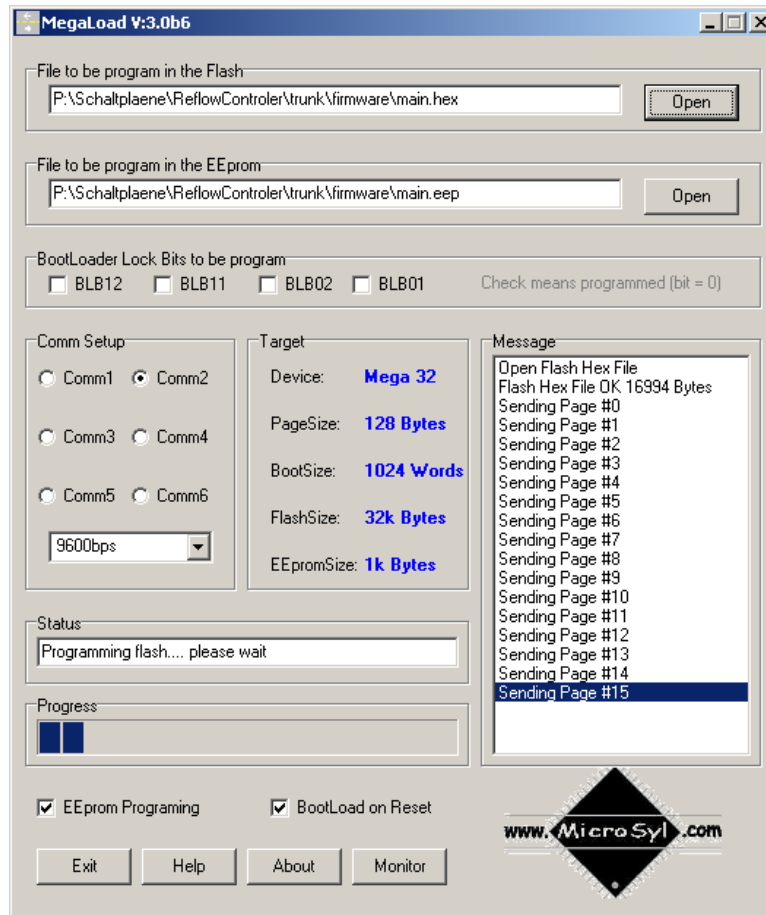 MegaLoad V:3.0b6
File to be program in the Flash
P:\Schaltplaene\ReflowControler\trunk\firmware\main.hex
Open
File to be program in the EEprom
P:\Schaltplaene\ReflowControler\trunk\firmware\main.eep
Open
BootLoader Lock Bits to be program
BLB12 BLB11 BLB02 BLB01 Check means programmed (bit = 0)
Comm Setup
Comm1 Comm2
Comm3 Comm4
Comm5 Comm6
9600bps
Target
Device: Mega 32
PageSize: 128 Bytes
BootSize: 1024 Words
FlashSize: 32k Bytes
EEpromSize: 1k Bytes
Message
Open Flash Hex File
Flash Hex File OK 16994 Bytes
Sending Page #0
Sending Page #1
Sending Page #2
Sending Page #3
Sending Page #4
Sending Page #5
Sending Page #6
Sending Page #7
Sending Page #8
Sending Page #9
Sending Page #10
Sending Page #11
Sending Page #12
Sending Page #13
Sending Page #14
Sending Page #15
Status
Programming flash.... please wait
Progress
EEprom Programing BootLoad on Reset
www.MicroSyl.com
Exit Help About Monitor